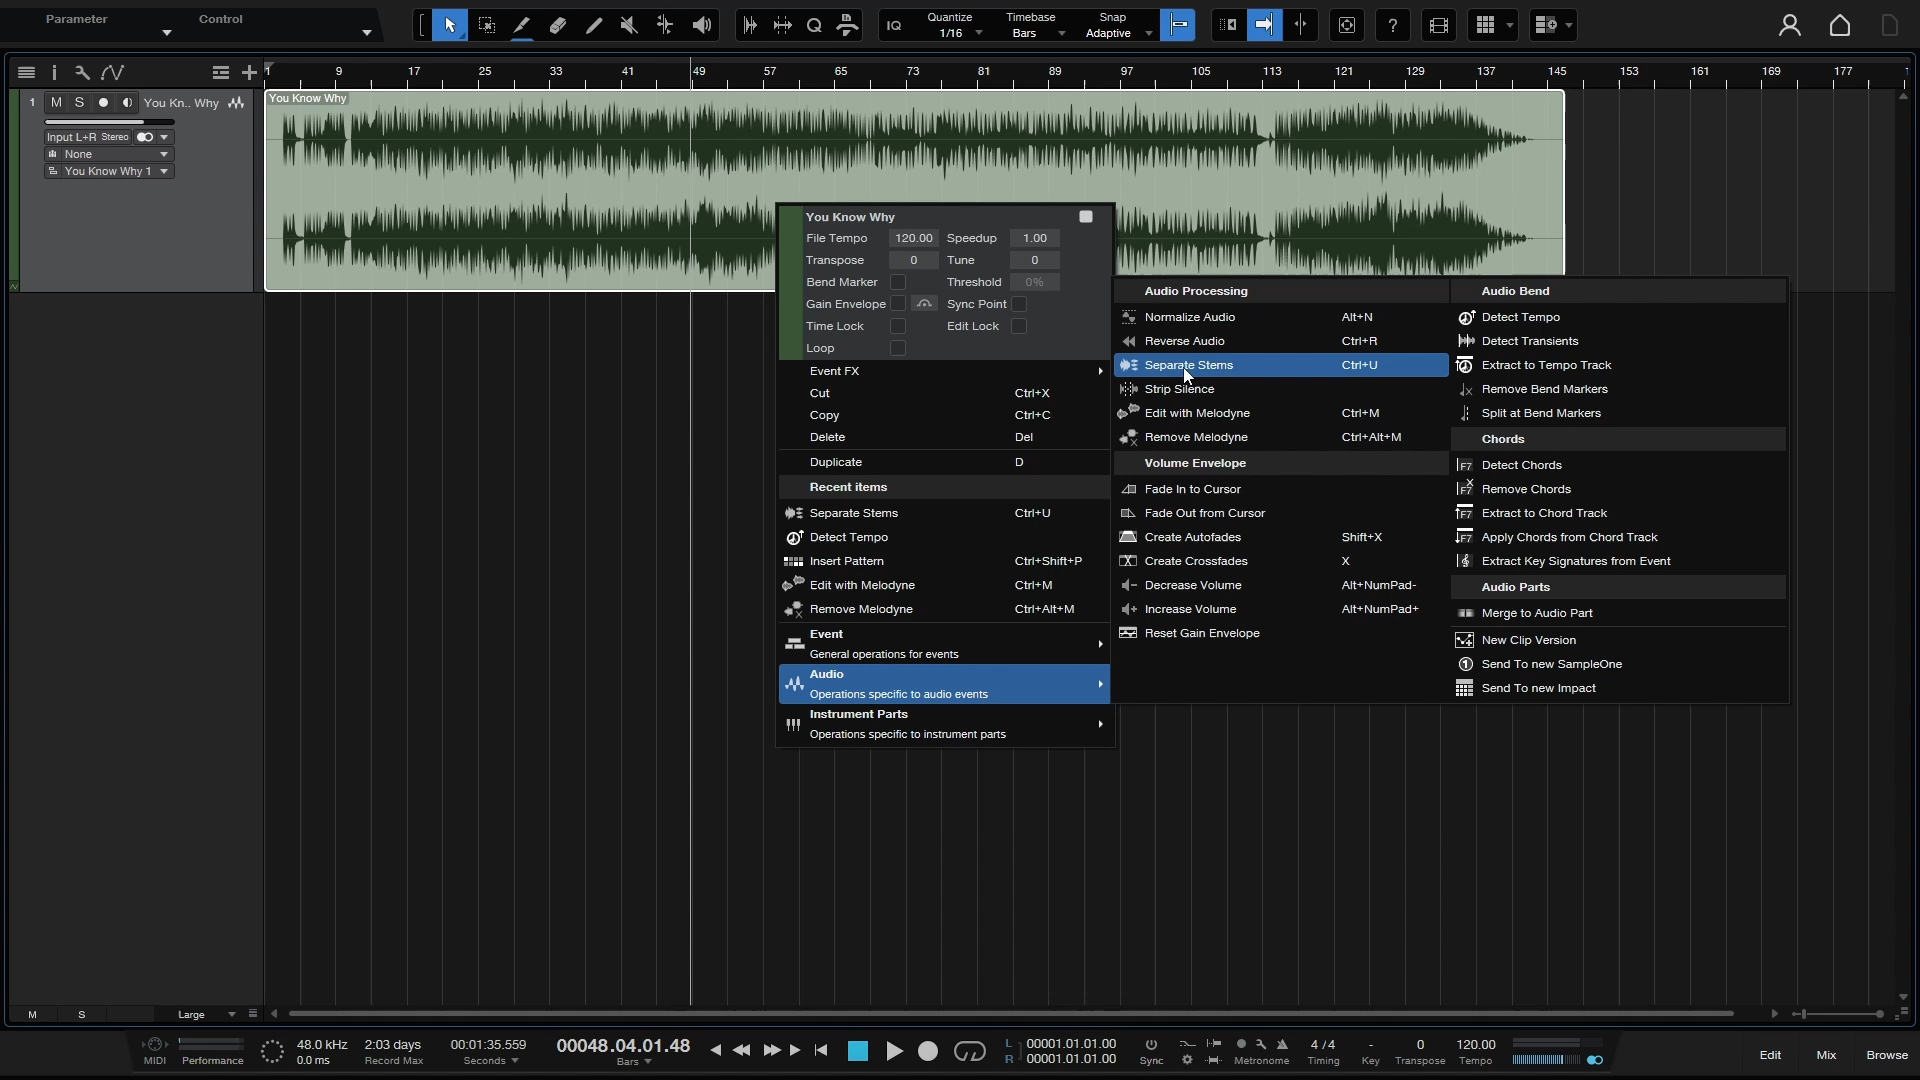 Parameter
Control
IQ
Quantize
1/16
Timebase
Bars
Snap
Adaptive
Q
?
1 9 17 25 33 41 49 57 65 73 81 89 97 105 113 121 129 137 145 153 161 169 177
1 M S You Kn.. Why
Input L+R Stereo
None
You Know Why 1
You Know Why
You Know Why
File Tempo 120.00 Speedup 1.00
Transpose 0 Tune 0
Bend Marker Threshold 0%
Gain Envelope Sync Point
Time Lock Edit Lock
Loop
Event FX
Cut Ctrl+X
Copy Ctrl+C
Delete Del
Duplicate D
Recent items
Separate Stems Ctrl+U
Detect Tempo
Insert Pattern Ctrl+Shift+P
Edit with Melodyne Ctrl+M
Remove Melodyne Ctrl+Alt+M
Event
General operations for events
Audio
Operations specific to audio events
Instrument Parts
Operations specific to instrument parts
Audio Processing
Normalize Audio Alt+N
Reverse Audio Ctrl+R
Separate Stems Ctrl+U
Strip Silence
Edit with Melodyne Ctrl+M
Remove Melodyne Ctrl+Alt+M
Volume Envelope
Fade In to Cursor
Fade Out from Cursor
Create Autofades Shift+X
Create Crossfades X
Decrease Volume Alt+NumPad-
Increase Volume Alt+NumPad+
Reset Gain Envelope
Audio Bend
Detect Tempo
Detect Transients
Extract to Tempo Track
Remove Bend Markers
Split at Bend Markers
Chords
Detect Chords
Remove Chords
Extract to Chord Track
Apply Chords from Chord Track
Extract Key Signatures from Event
Audio Parts
Merge to Audio Part
New Clip Version
Send To new SampleOne
Send To new Impact
M S Large
MIDI
Performance
48.0 kHz
0.0 ms
2:03 days
Record Max
00:01:35.559
Seconds
00048.04.01.48
Bars
L 00001.01.01.00
R 00001.01.01.00
Sync
Metronome
4 / 4
Timing
-
Key
0
Transpose
120.00
Tempo
Edit
Mix
Browse